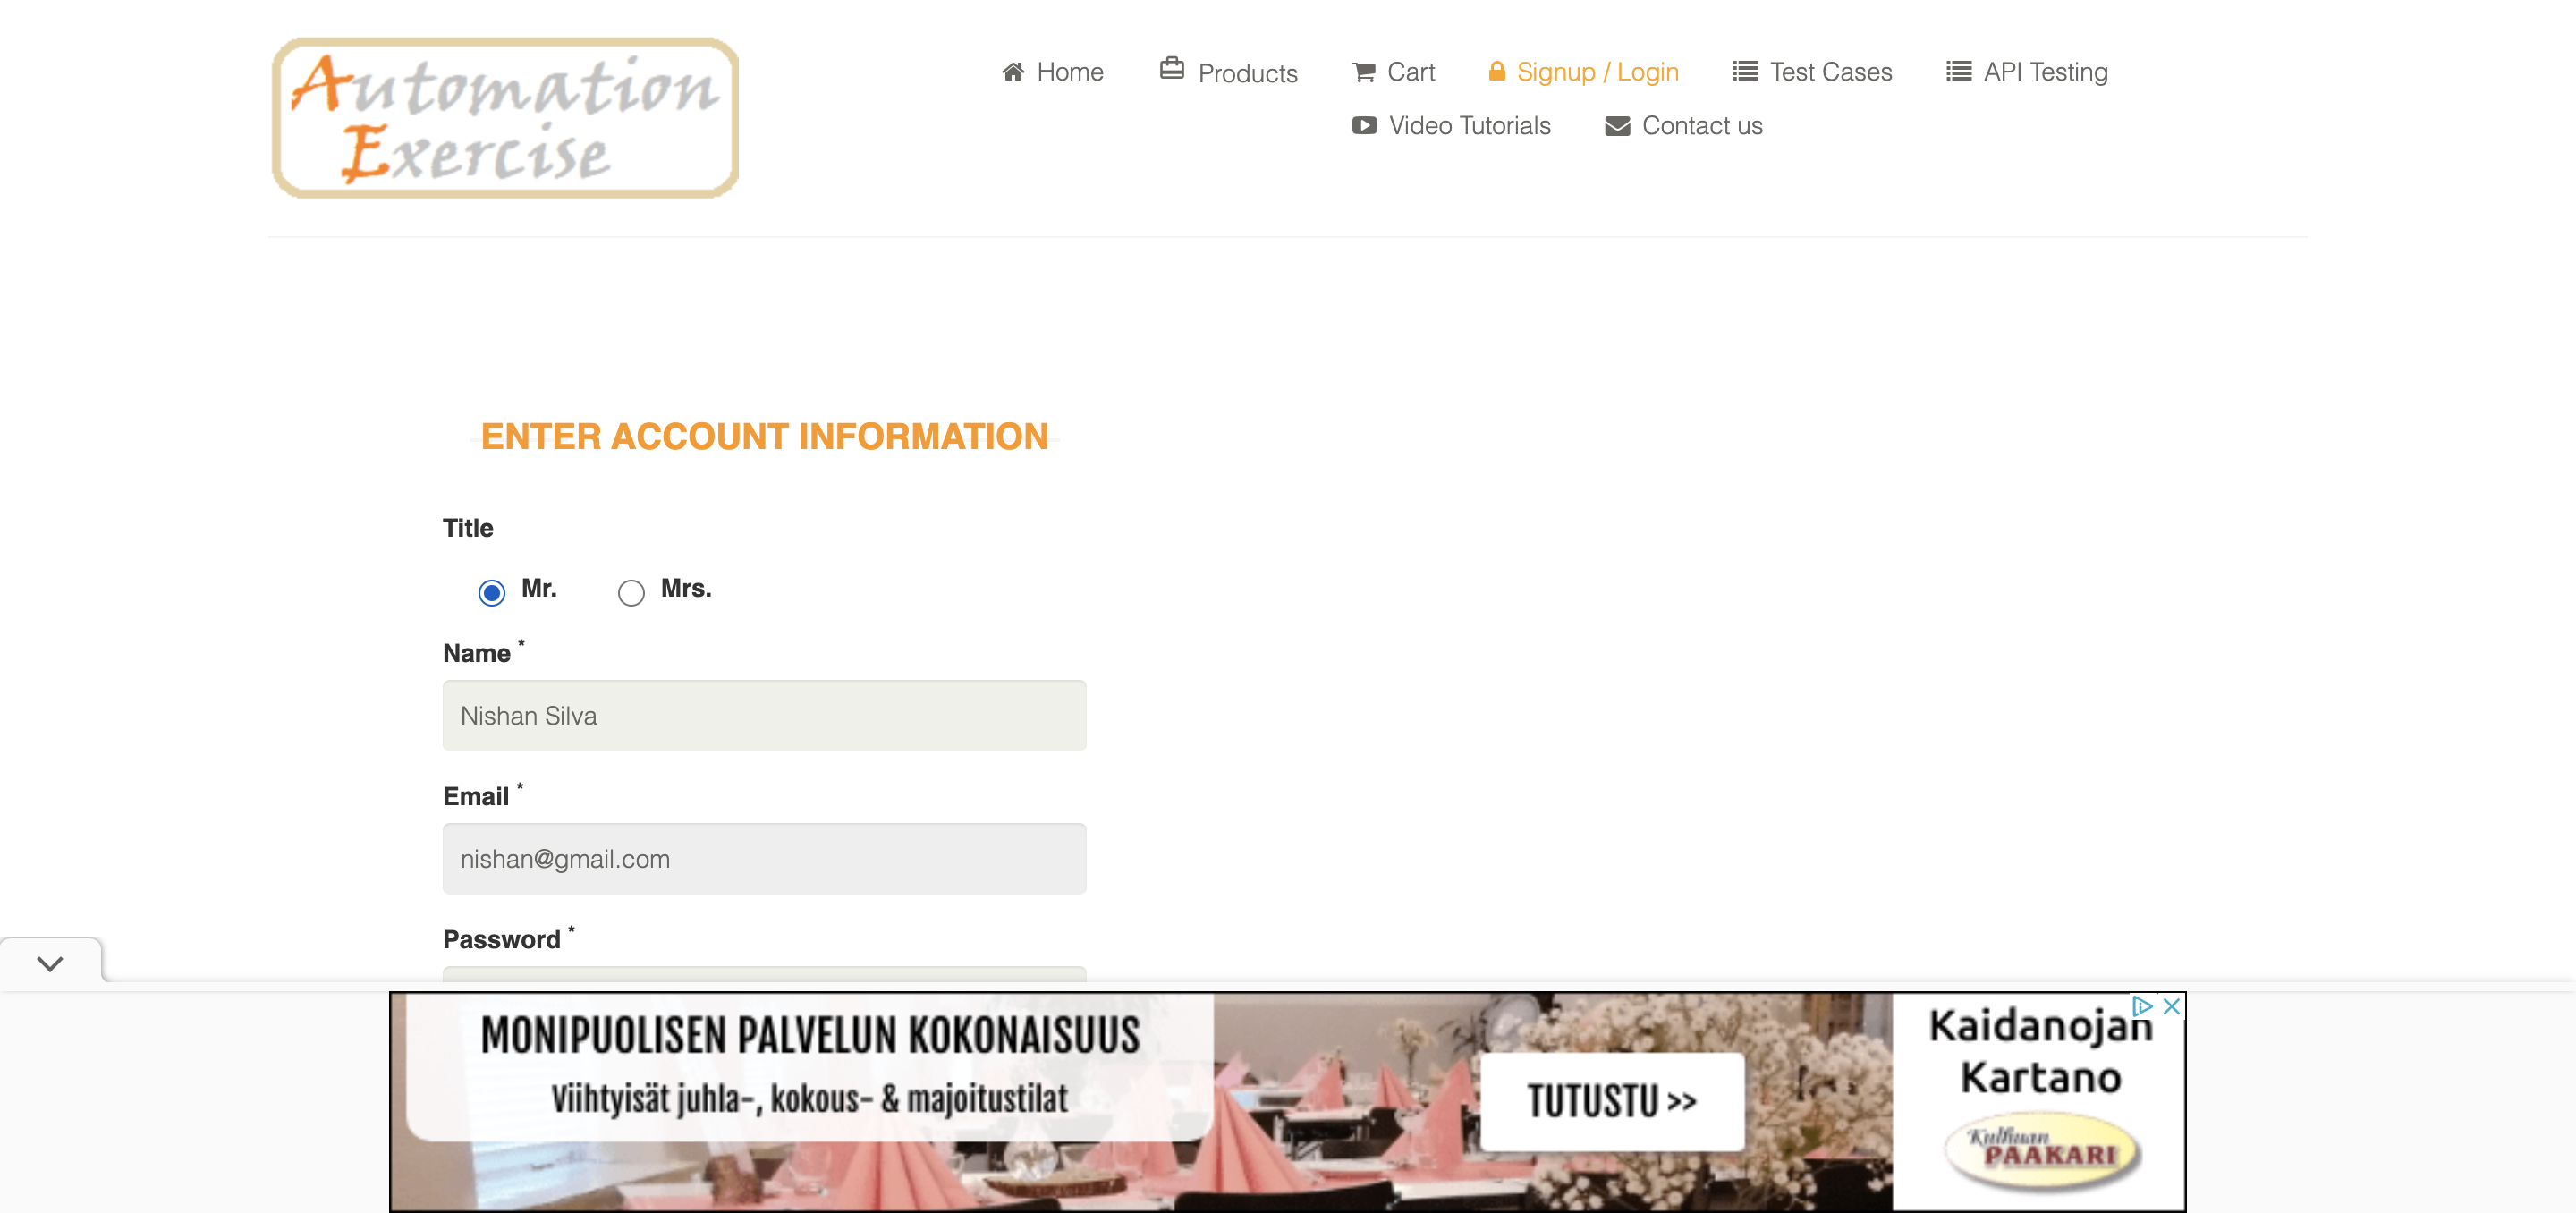 Automation
Exercise
Home
Products
Cart
Signup / Login
Test Cases
API Testing
Video Tutorials
Contact us
ENTER ACCOUNT INFORMATION
Title
Mr.
Mrs.
Name *
Nishan Silva
Email *
nishan@gmail.com
Password *
MONIPUOLISEN PALVELUN KOKONAISUUS
Viihtyisät juhla-, kokous- & majoitustilat
TUTUSTU >>
Kaidanojan
Kartano
Kulhuan
PAAKARI